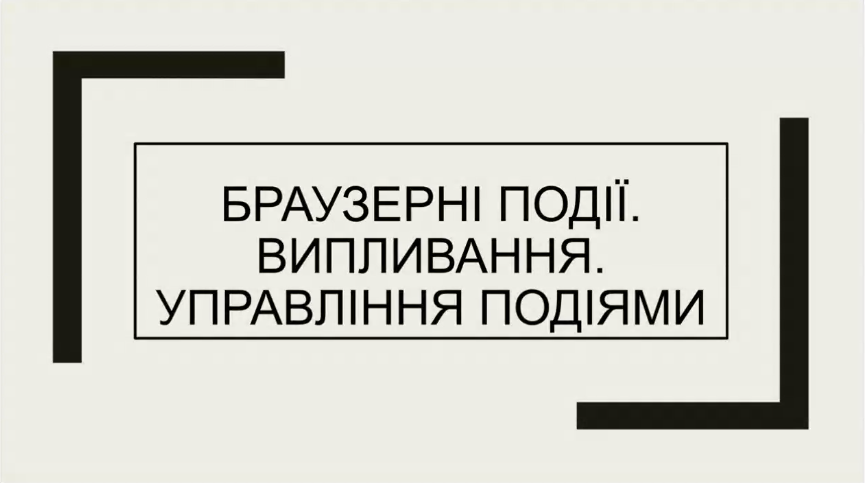 БРАУЗЕРНІ ПОДІЇ.
ВИПЛИВАННЯ.
УПРАВЛІННЯ ПОДІЯМИ